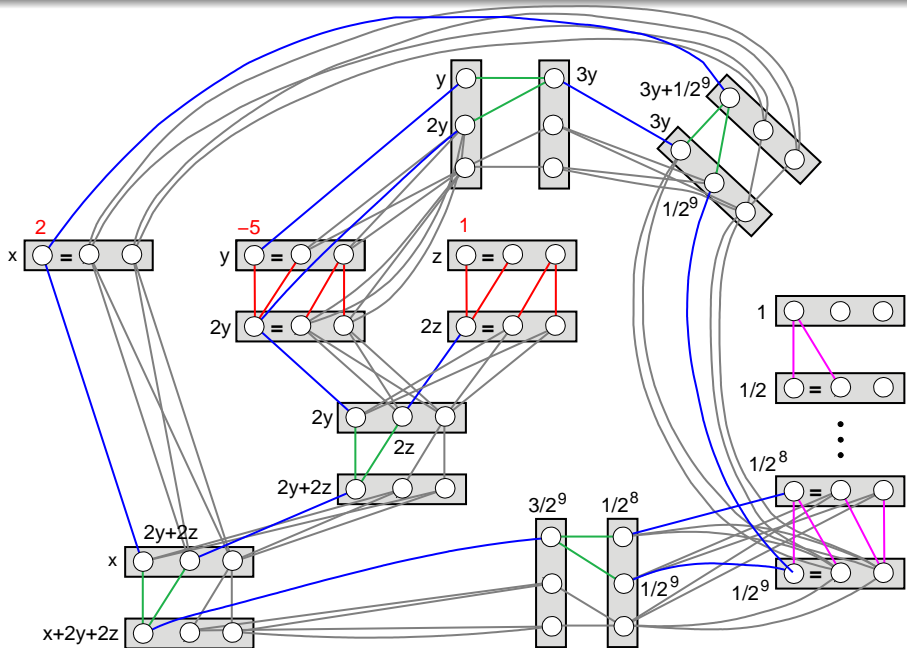 y
3y
2y
3y+1/2⁹
3y
1/2⁹
2
−5
1
x =
y =
z =
2y =
2z =
1
1/2 =
2y
2z
2y+2z
1/2⁸ =
3/2⁹
1/2⁸
2y+2z
x
1/2⁹
1/2⁹ =
x+2y+2z